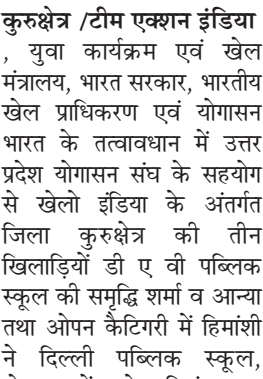 कुरुक्षेत्र /टीम एक्शन इंडिया
, युवा कार्यक्रम एवं खेल
मंत्रालय, भारत सरकार, भारतीय
खेल प्राधिकरण एवं योगासन
भारत के तत्वावधान में उत्तर
प्रदेश योगासन संघ के सहयोग
से खेलो इंडिया के अंतर्गत
जिला कुरुक्षेत्र की तीन
खिलाड़ियों डी ए वी पब्लिक
स्कूल की समृद्धि शर्मा व आन्या
तथा ओपन कैटिगरी में हिमांशी
ने दिल्ली पब्लिक स्कूल,